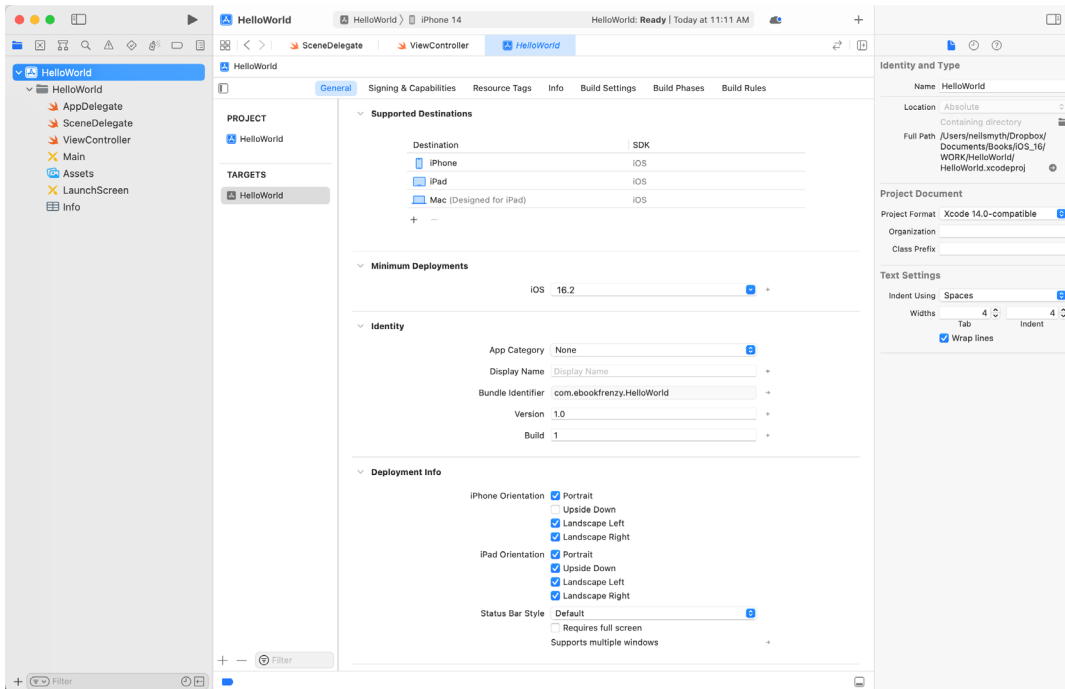 HelloWorld
HelloWorld 〉 iPhone 14
HelloWorld: Ready | Today at 11:11 AM
SceneDelegate
ViewController
HelloWorld
HelloWorld
HelloWorld
HelloWorld
AppDelegate
SceneDelegate
ViewController
Main
Assets
LaunchScreen
Info
Filter
General
Signing & Capabilities
Resource Tags
Info
Build Settings
Build Phases
Build Rules
PROJECT
HelloWorld
TARGETS
HelloWorld
Filter
Supported Destinations
Destination SDK
iPhone iOS
iPad iOS
Mac (Designed for iPad) iOS
Minimum Deployments
iOS 16.2
Identity
App Category None
Display Name Display Name
Bundle Identifier com.ebookfrenzy.HelloWorld
Version 1.0
Build 1
Deployment Info
iPhone Orientation Portrait
Upside Down
Landscape Left
Landscape Right
iPad Orientation Portrait
Upside Down
Landscape Left
Landscape Right
Status Bar Style Default
Requires full screen
Supports multiple windows
Identity and Type
Name HelloWorld
Location Absolute
Containing directory
Full Path /Users/neilsmyth/Dropbox/
Documents/Books/iOS_16/
WORK/HelloWorld/
HelloWorld.xcodeproj
Project Document
Project Format Xcode 14.0-compatible
Organization
Class Prefix
Text Settings
Indent Using Spaces
Widths 4 4
Tab Indent
Wrap lines